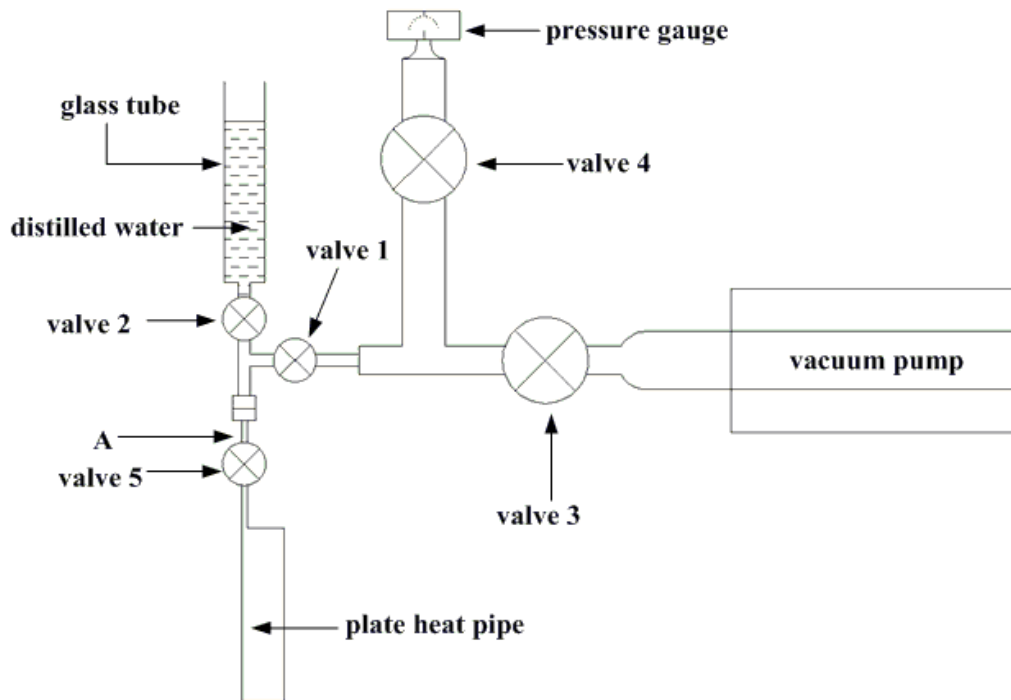 pressure gauge
glass tube
valve 4
distilled water
valve 1
valve 2
vacuum pump
A
valve 5
valve 3
plate heat pipe